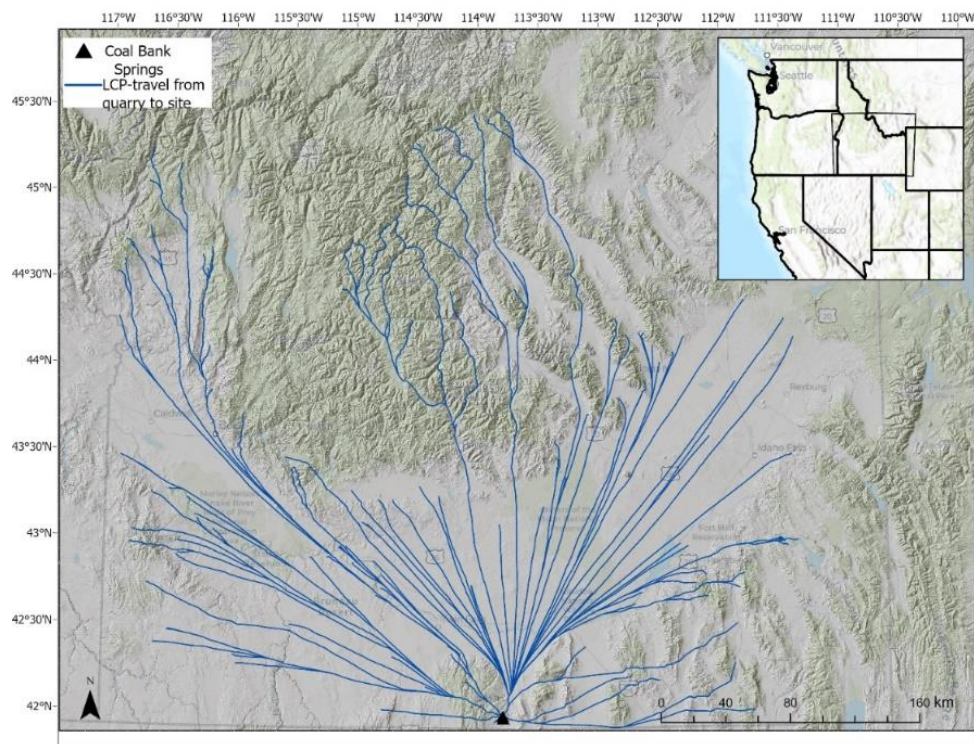 117°W 116°30'W 116°W 115°30'W 115°W 114°30'W 114°W 113°30'W 113°W 112°30'W 112°W 111°30'W 111°W 110°30'W 110°W
Coal Bank
Springs
LCP-travel from
quarry to site
Vancouver
Seattle
San Francisco
45°30'N
45°N
44°30'N
44°N
Rexburg
Caldwell
43°30'N
Idaho Falls
43°N
Fort Hall
Reservation
42°30'N
42°N
N
0 40 80 160 km